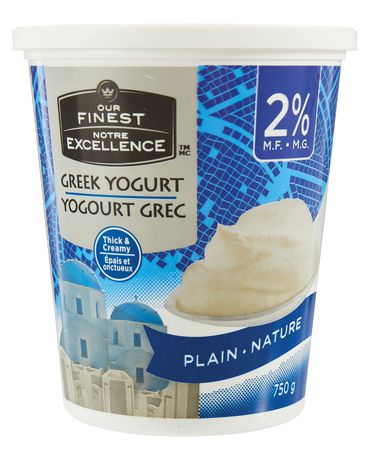 OUR
FINEST
NOTRE
EXCELLENCE
TM
MC
GREEK YOGURT
YOGOURT GREC
Thick &
Creamy
Épais et
onctueux
2%
M.F. • M.G.
PLAIN • NATURE
750 g